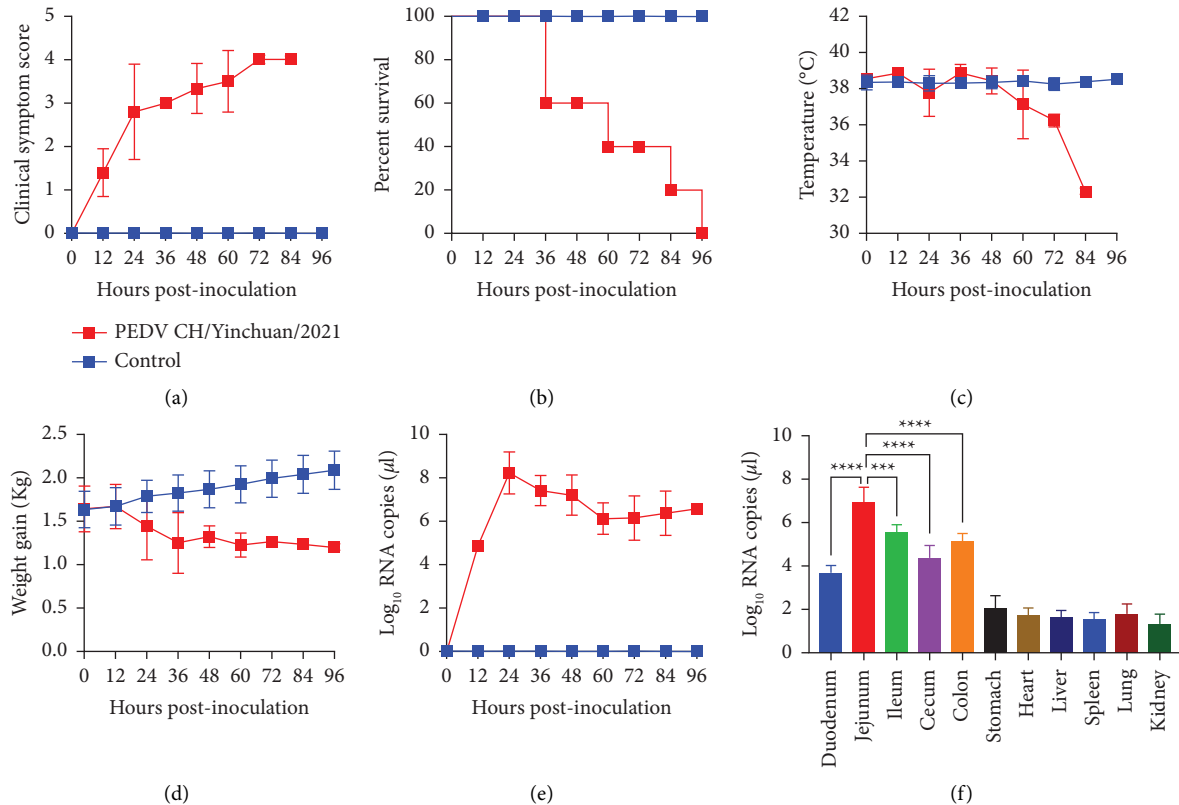 5
4
3
2
1
0
Clinical symptom score
0 12 24 36 48 60 72 84 96
Hours post-inoculation
PEDV CH/Yinchuan/2021
Control
(a)
100
80
60
40
20
0
Percent survival
0 12 24 36 48 60 72 84 96
Hours post-inoculation
(b)
42
40
38
36
34
32
30
Temperature (°C)
0 12 24 36 48 60 72 84 96
Hours post-inoculation
(c)
2.5
2.0
1.5
1.0
0.5
0.0
Weight gain (Kg)
0 12 24 36 48 60 72 84 96
Hours post-inoculation
(d)
10
8
6
4
2
0
Log₁₀ RNA copies (μl)
0 12 24 36 48 60 72 84 96
Hours post-inoculation
(e)
****
****
**** ***
10
8
6
4
2
0
Log₁₀ RNA copies (μl)
Duodenum
Jejunum
Ileum
Cecum
Colon
Stomach
Heart
Liver
Spleen
Lung
Kidney
(f)